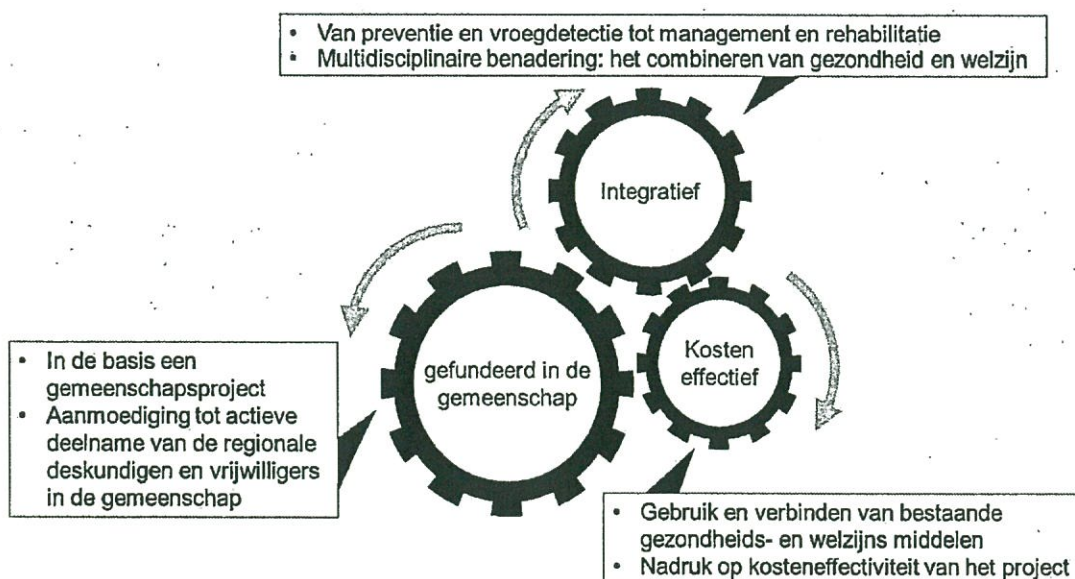 • Van preventie en vroegdetectie tot management en rehabilitatie
• Multidisciplinaire benadering: het combineren van gezondheid en welzijn
Integratief
gefundeerd in de
gemeenschap
Kosten
effectief
• In de basis een
gemeenschapsproject
• Aanmoediging tot actieve
deelname van de regionale
deskundigen en vrijwilligers
in de gemeenschap
• Gebruik en verbinden van bestaande
gezondheids- en welzijns middelen
• Nadruk op kosteneffectiviteit van het project